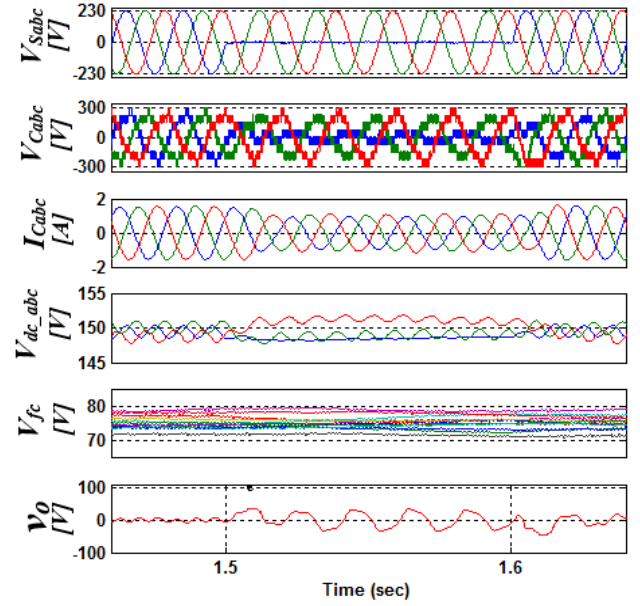 V_Sabc [V]
230
0
-230
V_Cabc [V]
300
0
-300
I_Cabc [A]
2
0
-2
V_dc_abc [V]
155
150
145
V_fc [V]
80
70
v_o [V]
100
0
-100
1.5 1.6
Time (sec)